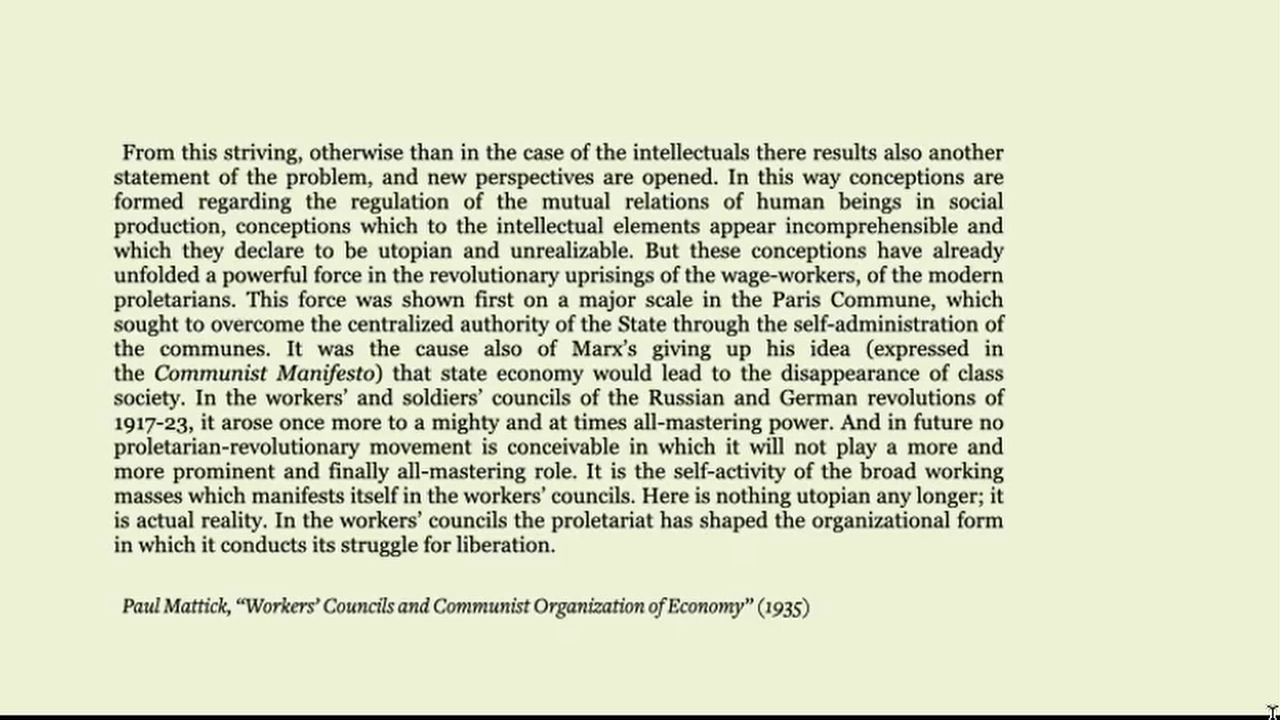 From this striving, otherwise than in the case of the intellectuals there results also another
statement of the problem, and new perspectives are opened. In this way conceptions are
formed regarding the regulation of the mutual relations of human beings in social
production, conceptions which to the intellectual elements appear incomprehensible and
which they declare to be utopian and unrealizable. But these conceptions have already
unfolded a powerful force in the revolutionary uprisings of the wage-workers, of the modern
proletarians. This force was shown first on a major scale in the Paris Commune, which
sought to overcome the centralized authority of the State through the self-administration of
the communes. It was the cause also of Marx’s giving up his idea (expressed in
the Communist Manifesto) that state economy would lead to the disappearance of class
society. In the workers’ and soldiers’ councils of the Russian and German revolutions of
1917-23, it arose once more to a mighty and at times all-mastering power. And in future no
proletarian-revolutionary movement is conceivable in which it will not play a more and
more prominent and finally all-mastering role. It is the self-activity of the broad working
masses which manifests itself in the workers’ councils. Here is nothing utopian any longer; it
is actual reality. In the workers’ councils the proletariat has shaped the organizational form
in which it conducts its struggle for liberation.
Paul Mattick, “Workers’ Councils and Communist Organization of Economy” (1935)